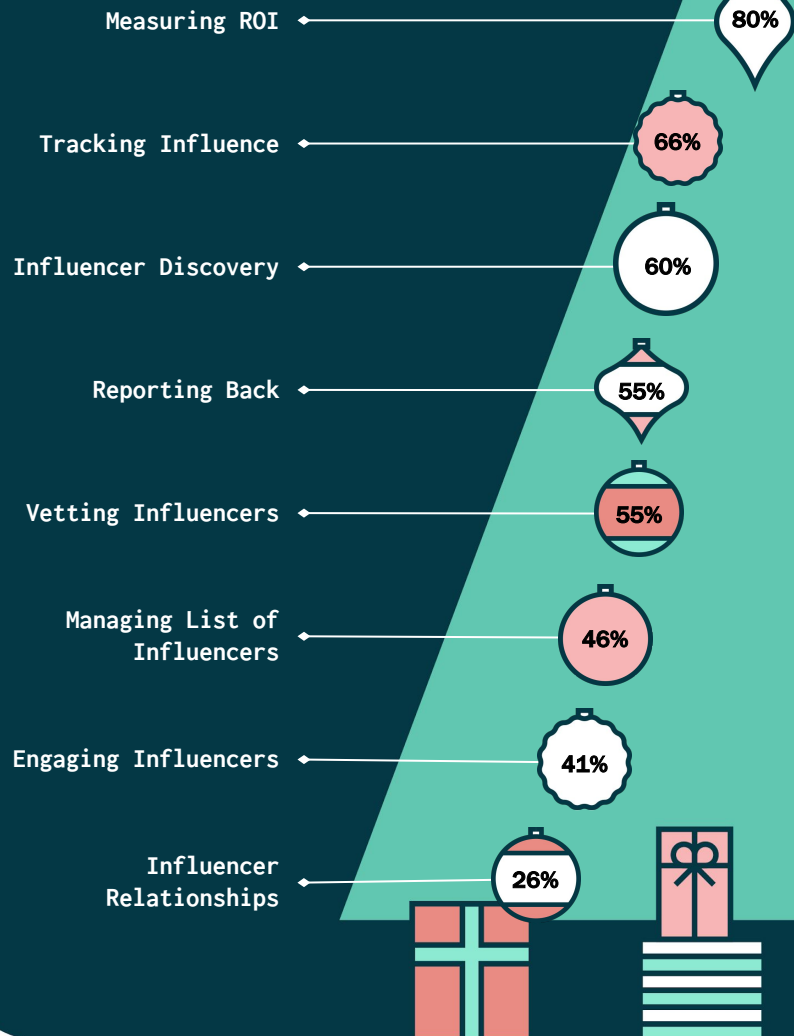 Measuring ROI
80%
Tracking Influence
66%
Influencer Discovery
60%
Reporting Back
55%
Vetting Influencers
55%
Managing List of
Influencers
46%
Engaging Influencers
41%
Influencer
Relationships
26%